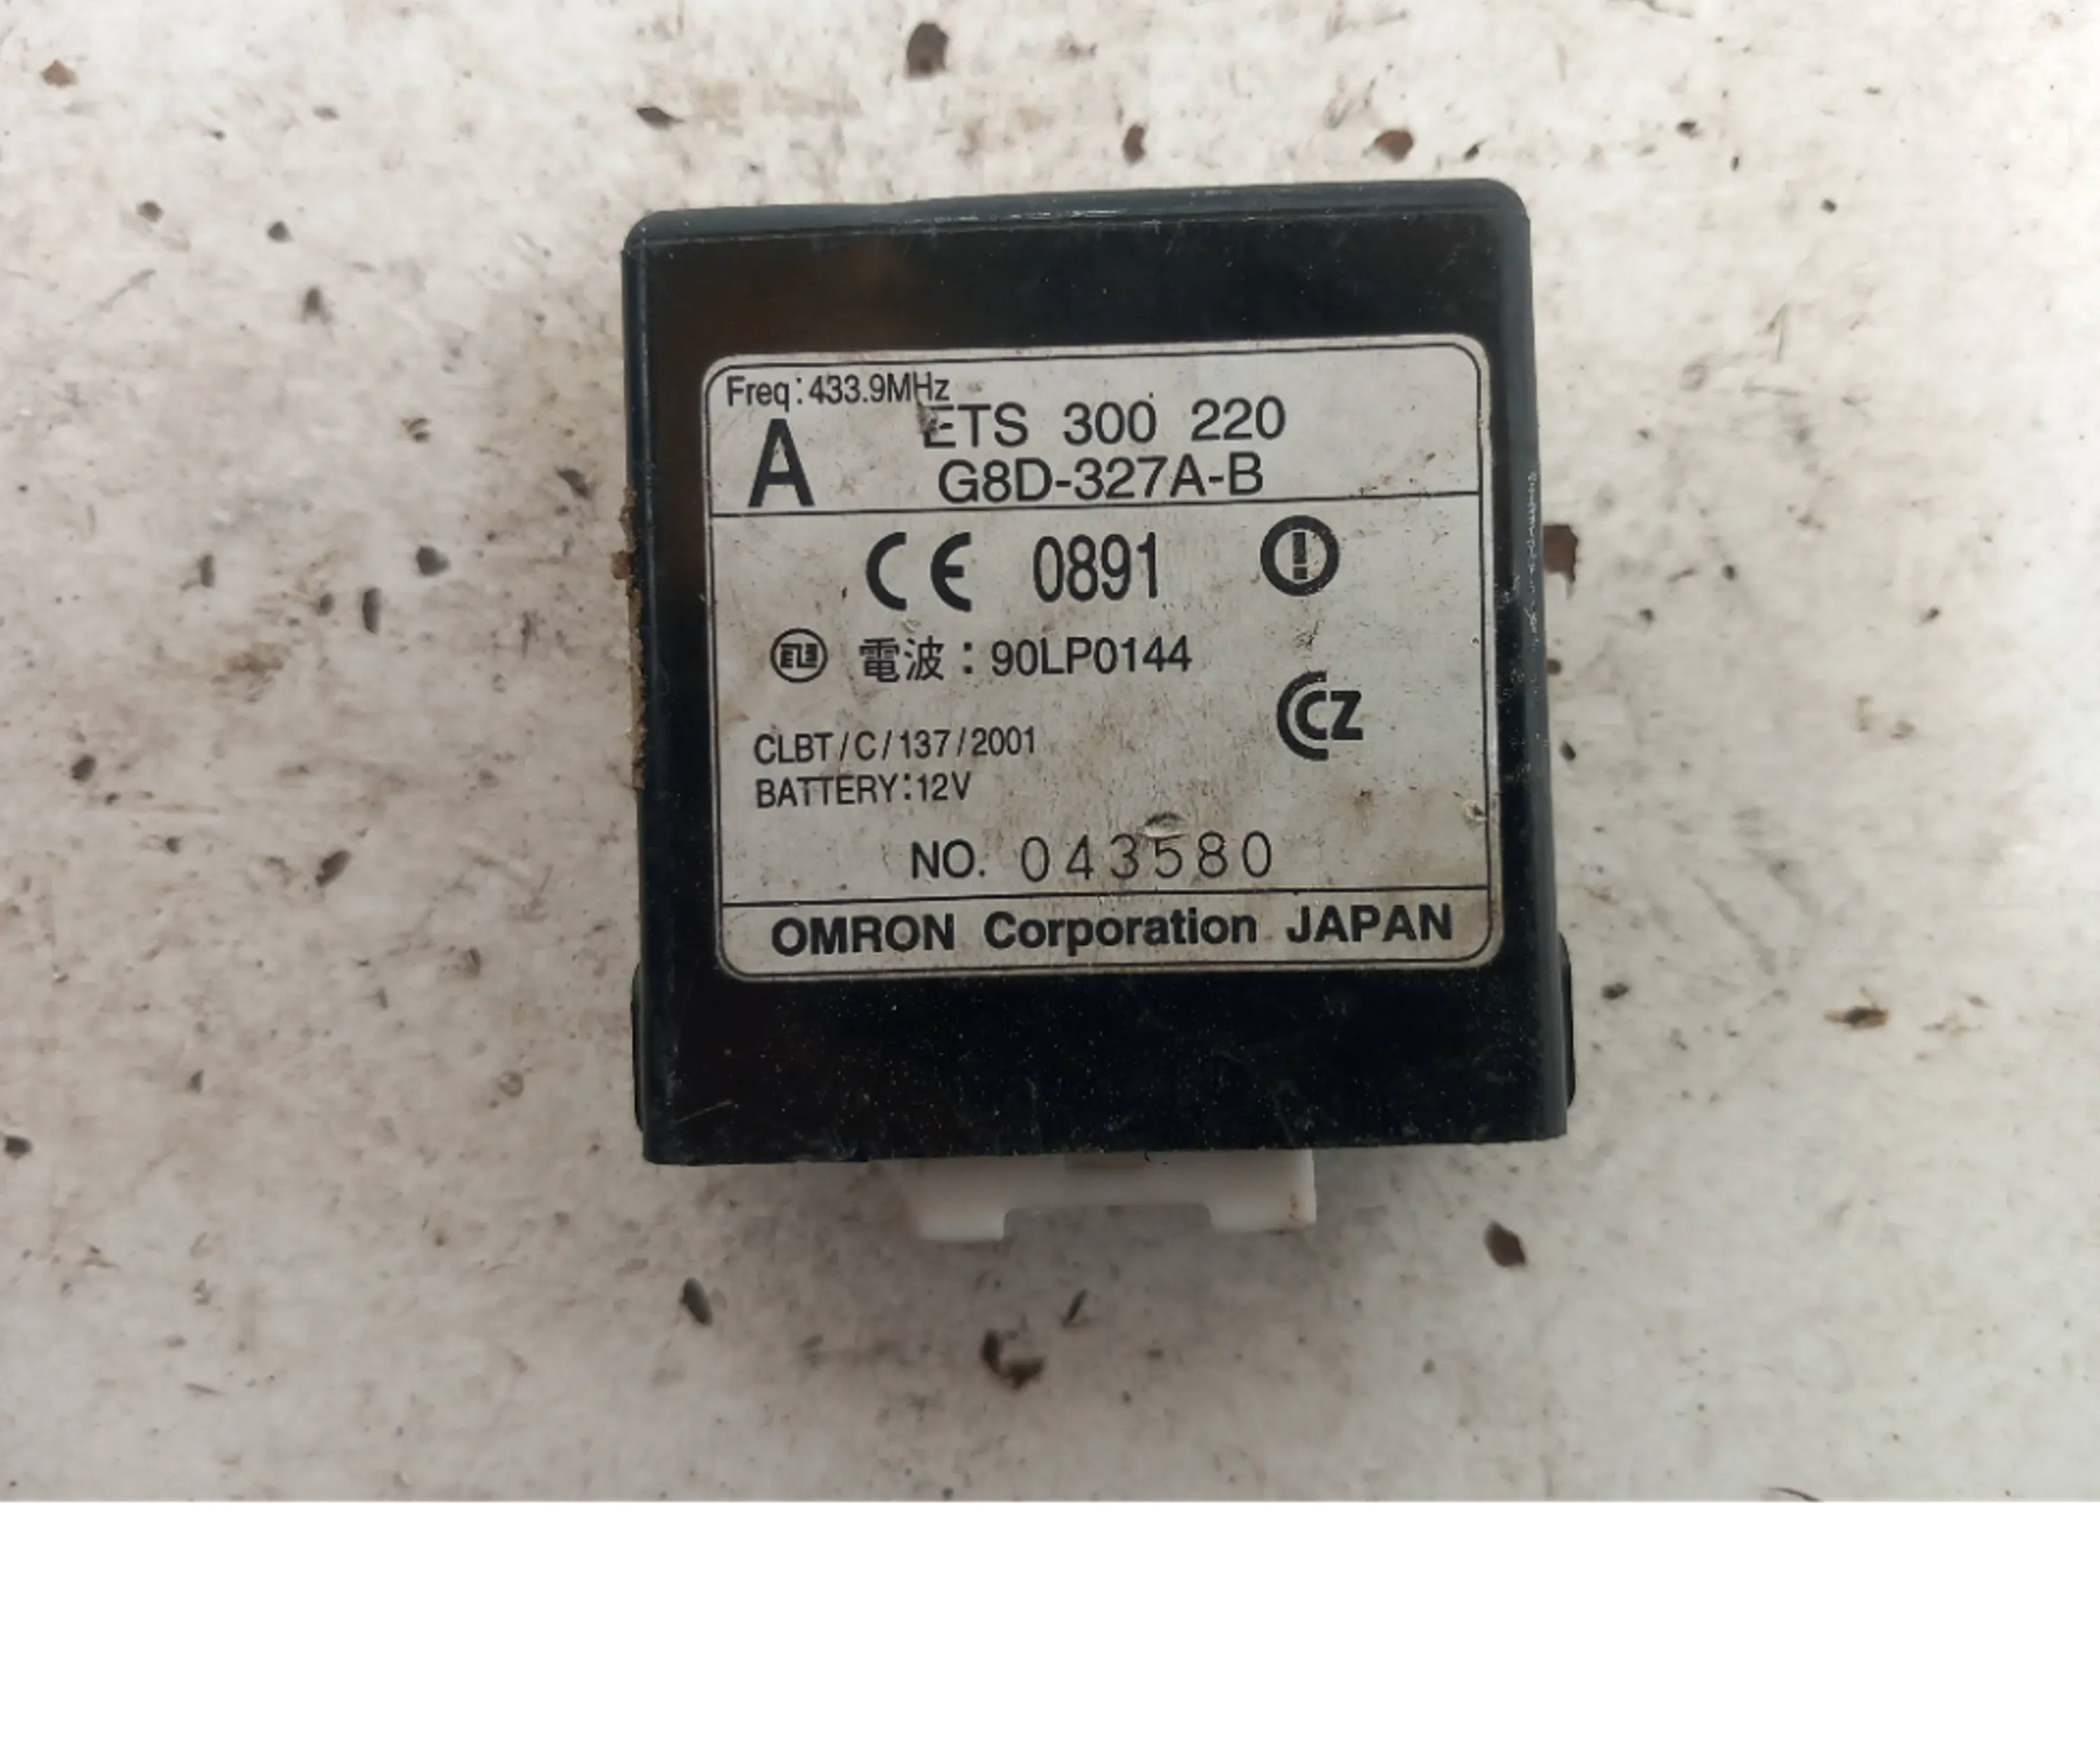 Freq:433.9MHz
A
ETS 300 220
G8D-327A-B
CE 0891
電波:90LP0144
CZ
CLBT/C/137/2001
BATTERY:12V
NO. 043580
OMRON Corporation JAPAN